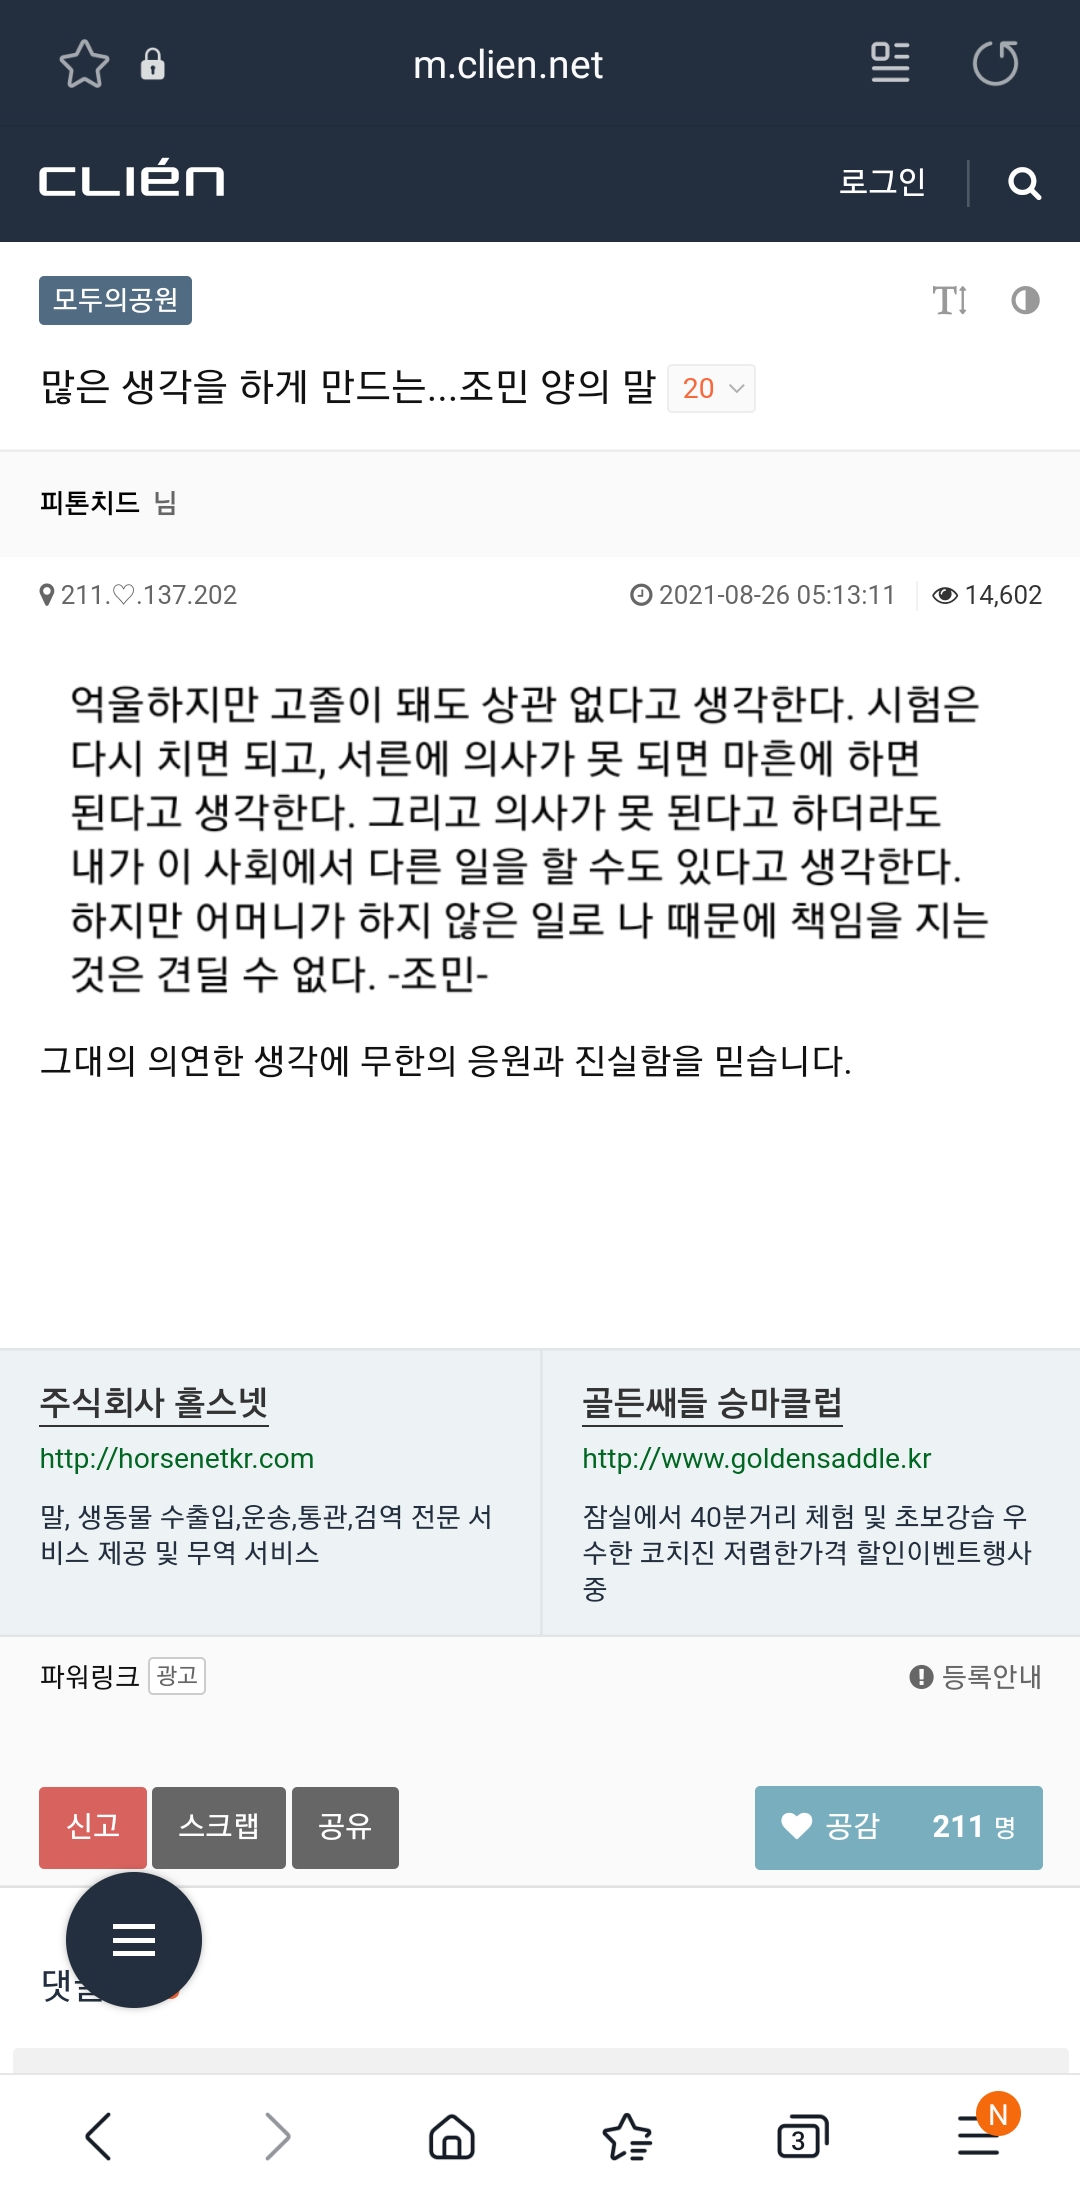 m.clien.net
CLIÉN
로그인
모두의공원
많은 생각을 하게 만드는...조민 양의 말 20
피톤치드 님
211.♡.137.202 2021-08-26 05:13:11 14,602
억울하지만 고졸이 돼도 상관 없다고 생각한다. 시험은
다시 치면 되고, 서른에 의사가 못 되면 마흔에 하면
된다고 생각한다. 그리고 의사가 못 된다고 하더라도
내가 이 사회에서 다른 일을 할 수도 있다고 생각한다.
하지만 어머니가 하지 않은 일로 나 때문에 책임을 지는
것은 견딜 수 없다. -조민-
그대의 의연한 생각에 무한의 응원과 진실함을 믿습니다.
주식회사 홀스넷
http://horsenetkr.com
말, 생동물 수출입,운송,통관,검역 전문 서
비스 제공 및 무역 서비스
골든쌔들 승마클럽
http://www.goldensaddle.kr
잠실에서 40분거리 체험 및 초보강습 우
수한 코치진 저렴한가격 할인이벤트행사
중
파워링크 광고
등록안내
신고 스크랩 공유
공감 211 명
댓
3
N